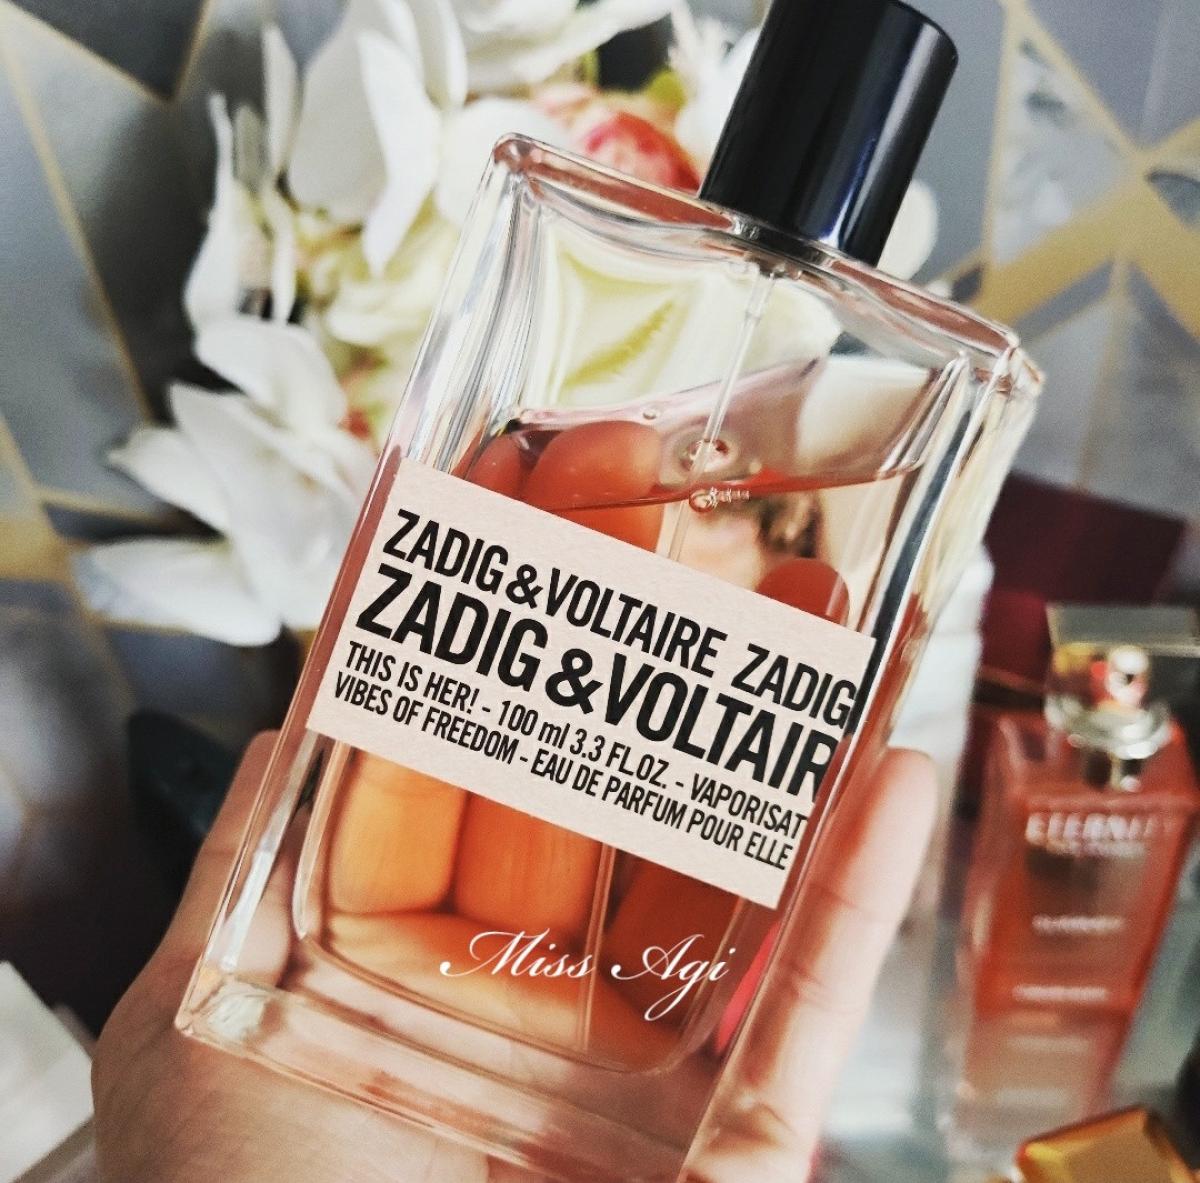 ZADIG & VOLTAIRE ZADIG
ZADIG & VOLTAIR
THIS IS HER! - 100 ml 3.3 FL.OZ. - VAPORISAT
VIBES OF FREEDOM - EAU DE PARFUM POUR ELLE
Miss Agi
ETERNITY